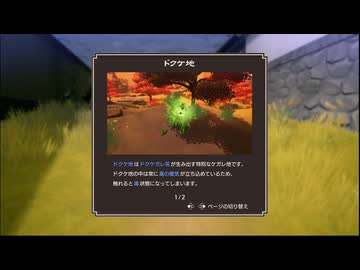 ドクケ地
ドクケ地はドクケガレ花が生み出す特別なケガレ地です。
ドクケ地の中は常に毒の瘴気が立ち込めているため、
触れると毒状態になってしまいます。
1/2
ページの切り替え